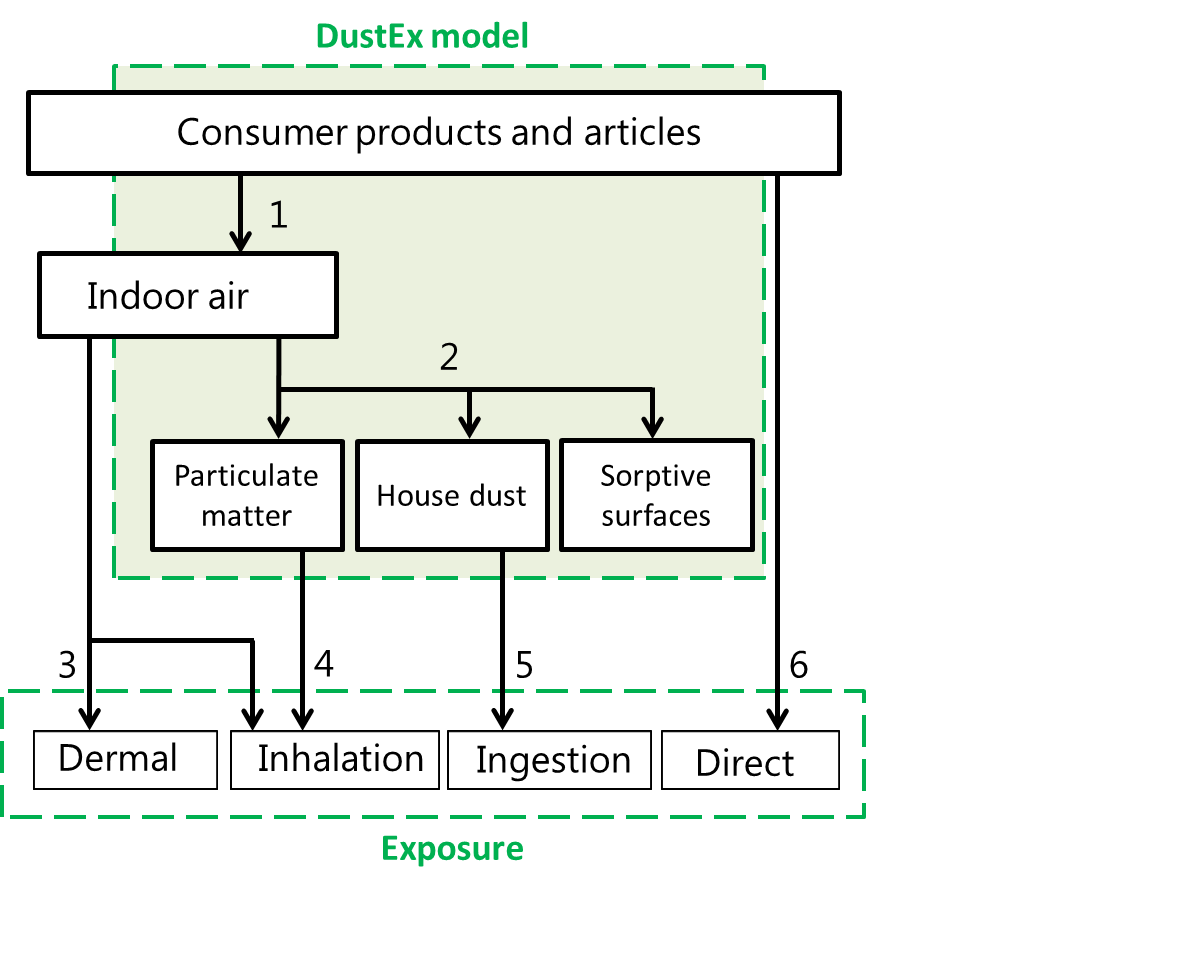 DustEx model
Consumer products and articles
1
Indoor air
2
Particulate
matter
House dust
Sorptive
surfaces
3
4
5
6
Dermal
Inhalation
Ingestion
Direct
Exposure